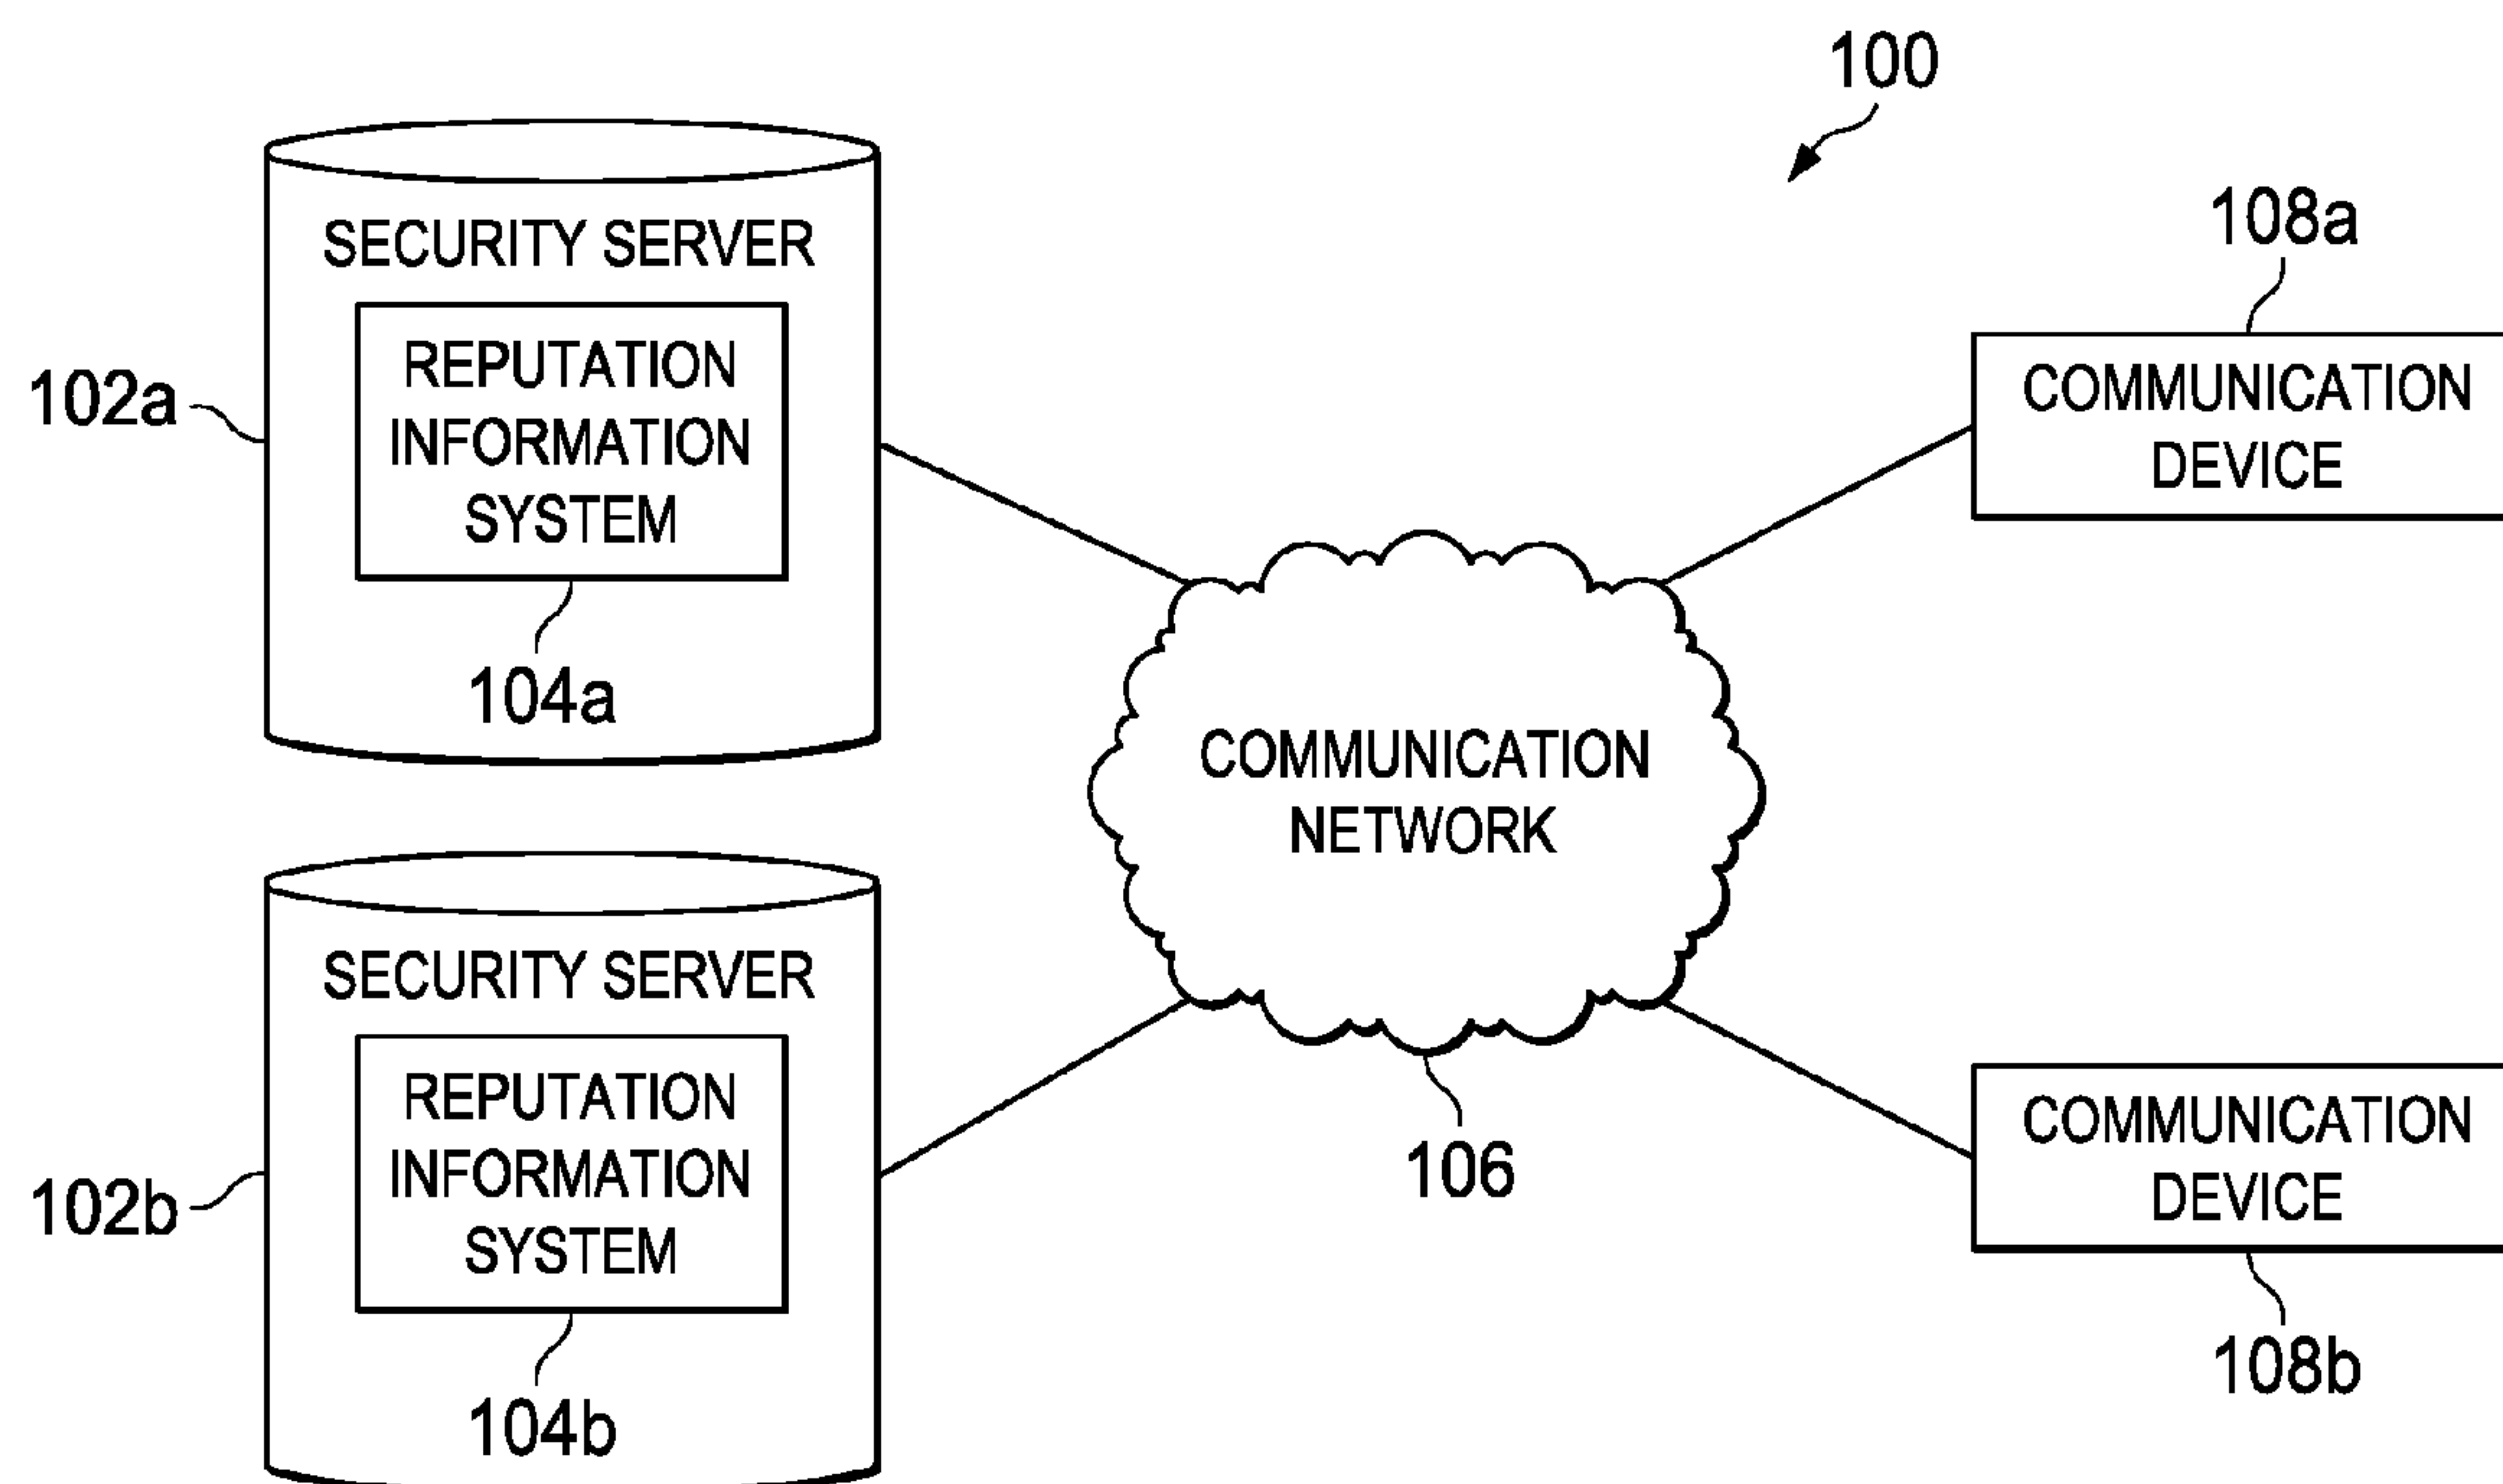 100
SECURITY SERVER
REPUTATION
INFORMATION
SYSTEM
102a
104a
108a
COMMUNICATION
DEVICE
COMMUNICATION
NETWORK
106
SECURITY SERVER
REPUTATION
INFORMATION
SYSTEM
102b
104b
COMMUNICATION
DEVICE
108b